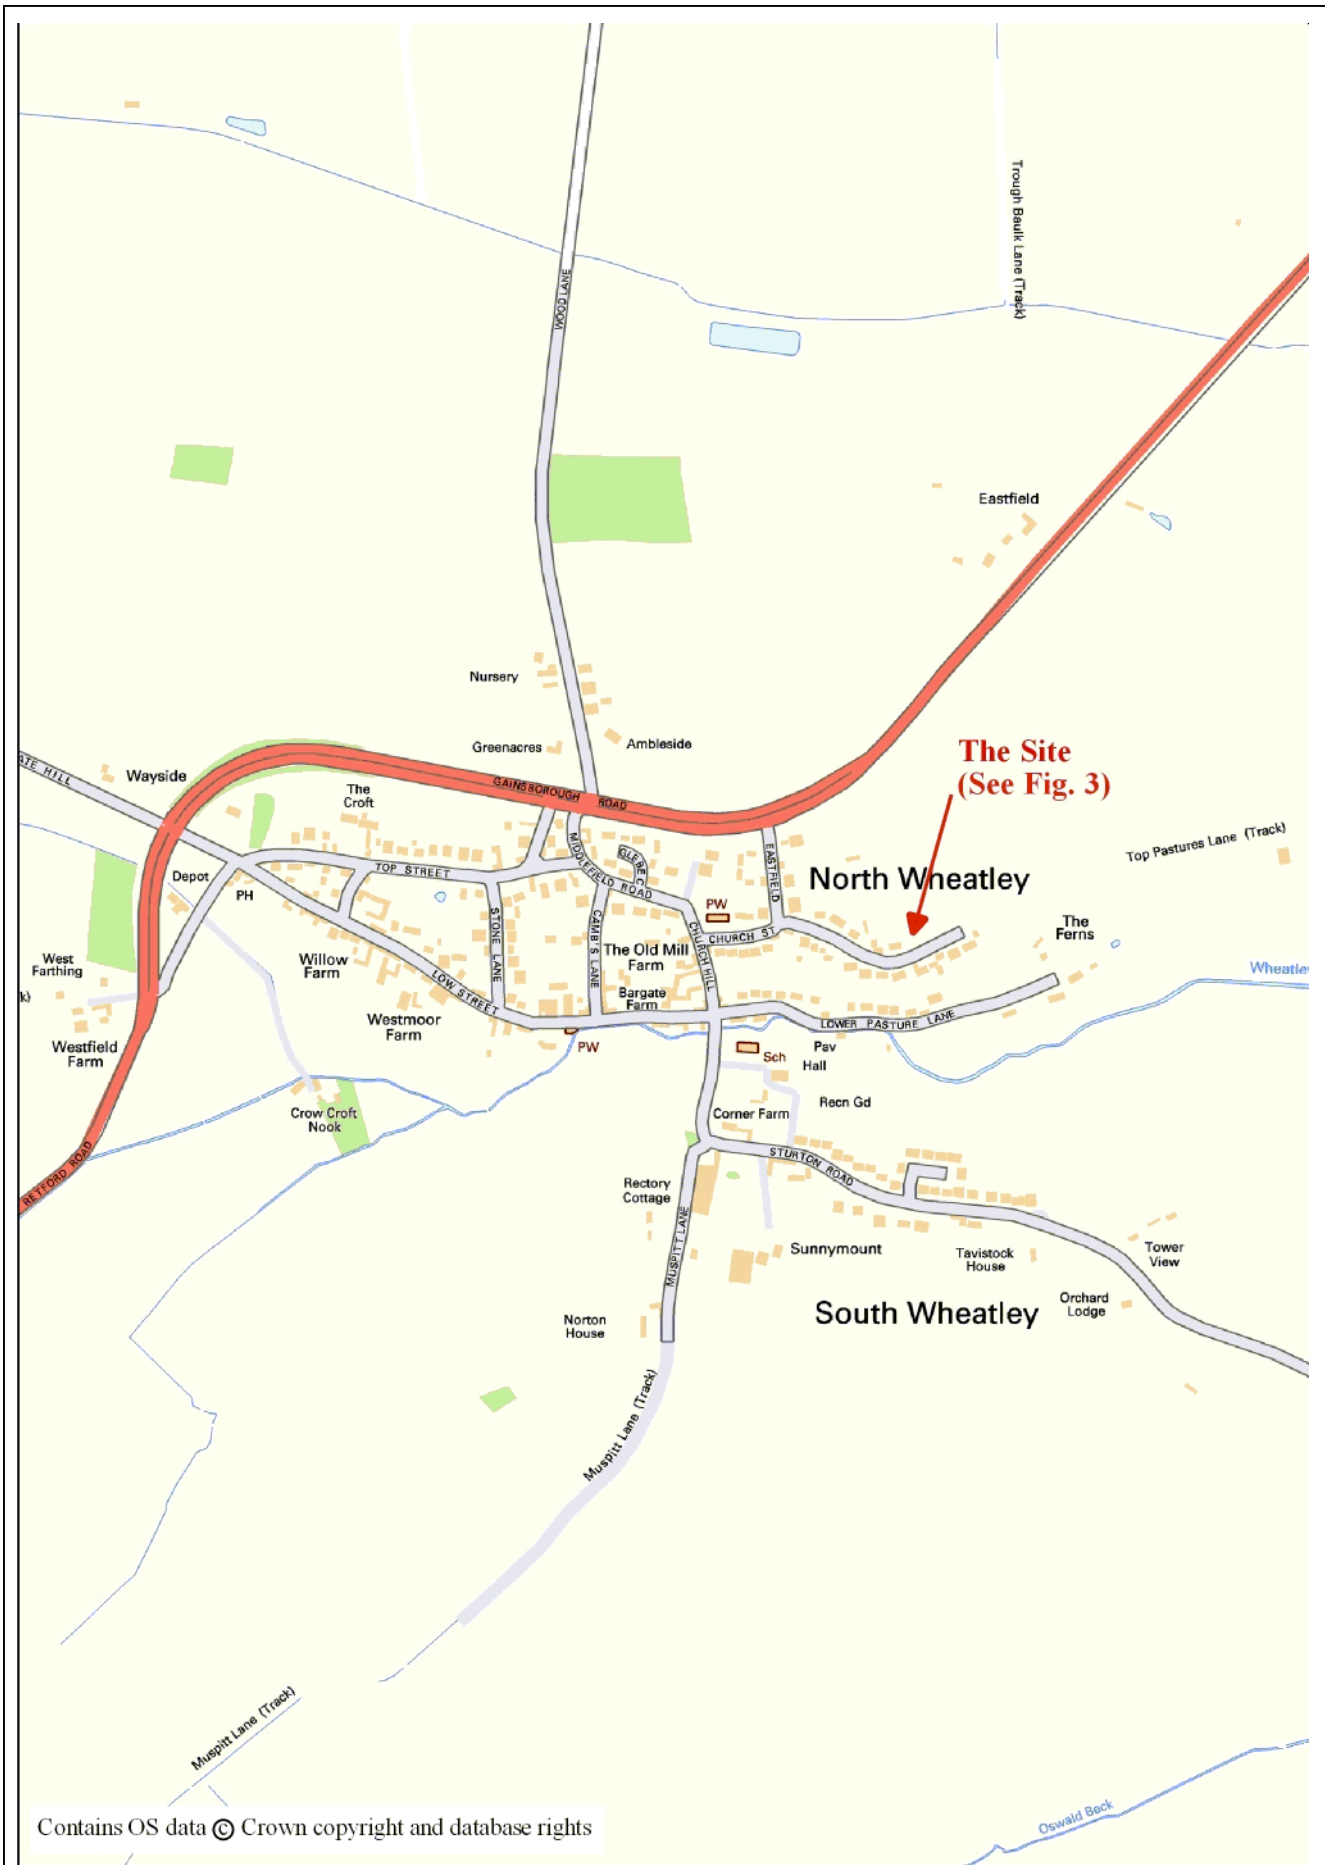 Trough Baulk Lane (Track)
WOOD LANE
Eastfield
Nursery
Greenacres
Ambleside
The Site
(See Fig. 3)
ATE HILL
Wayside
The
Croft
GAINSBOROUGH ROAD
Top Pastures Lane (Track)
MIDDLEFIELD ROAD
GLEBE C
EASTFIELD
North Wheatley
TOP STREET
Depot
PH
PW
The
Ferns
STONE LANE
CAMB'S LANE
CHURCH HILL
CHURCH ST
West
Farthing
k)
Willow
Farm
The Old Mill
Farm
Wheatley
LOW STREET
Bargate
Farm
Westmoor
Farm
LOWER PASTURE LANE
Westfield
Farm
PW
Sch
Pav
Hall
Crow Croft
Nook
Corner Farm
Recn Gd
RETFORD ROAD
STURTON ROAD
Rectory
Cottage
MUSPITT LANE
Sunnymount
Tavistock
House
Tower
View
Orchard
Lodge
South Wheatley
Norton
House
Muspitt Lane (Track)
Muspitt Lane (Track)
Oswald Beck
Contains OS data © Crown copyright and database rights